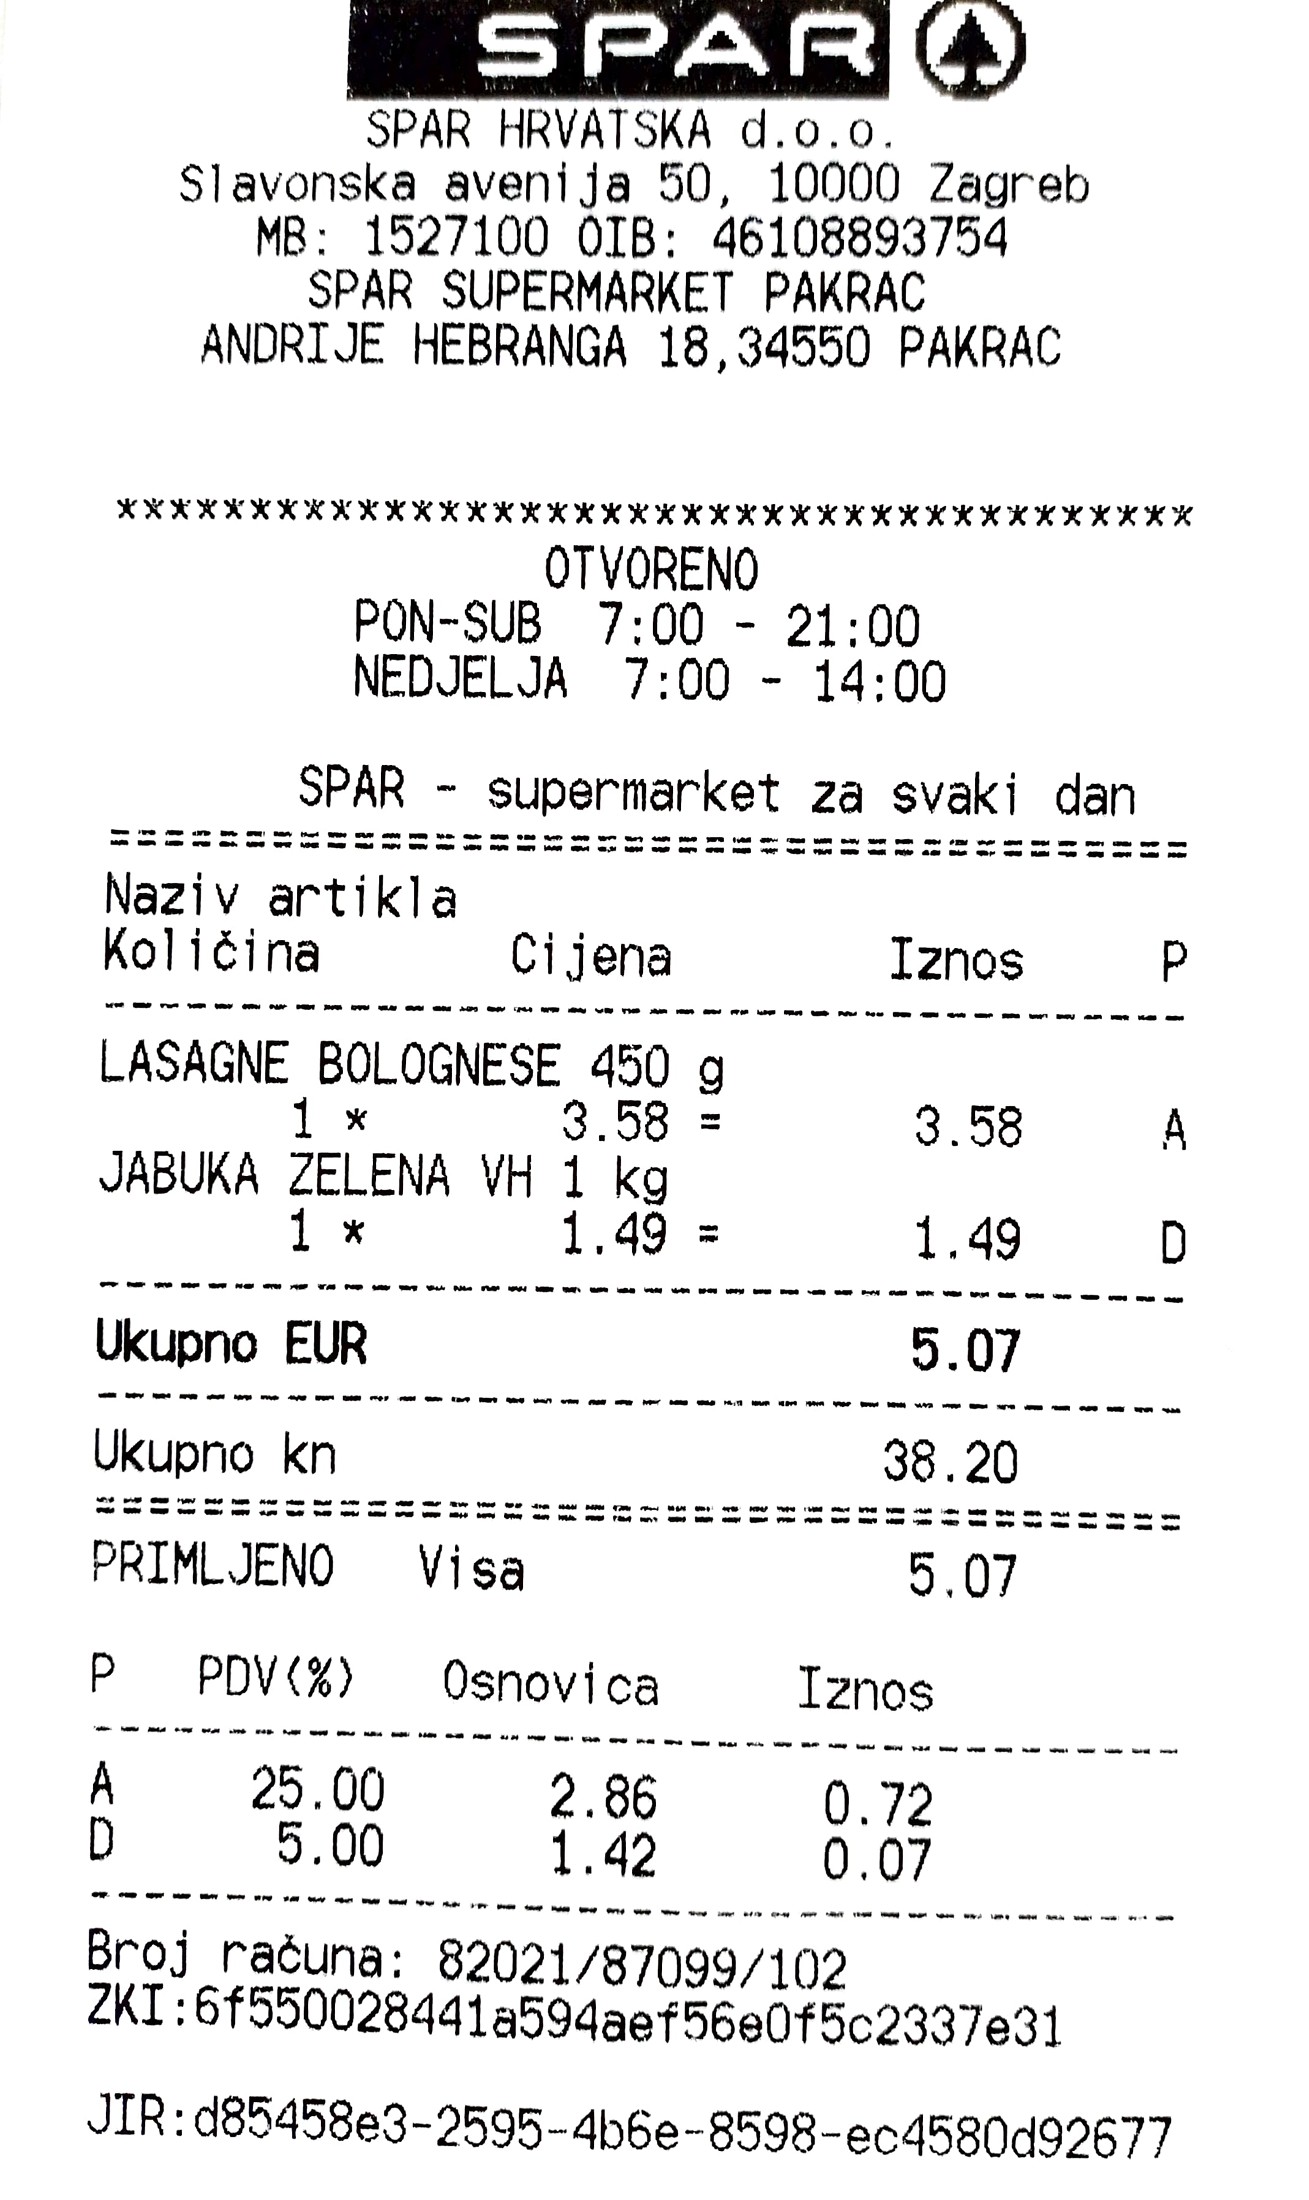 SPAR
SPAR HRVATSKA d.o.o.
Slavonska avenija 50, 10000 Zagreb
MB: 1527100 OIB: 46108893754
SPAR SUPERMARKET PAKRAC
ANDRIJE HEBRANGA 18,34550 PAKRAC
****************************************
OTVORENO
PON-SUB 7:00 - 21:00
NEDJELJA 7:00 - 14:00
SPAR - supermarket za svaki dan
========================================
Naziv artikla
Količina Cijena Iznos P
----------------------------------------
LASAGNE BOLOGNESE 450 g
1 * 3.58 = 3.58 A
JABUKA ZELENA VH 1 kg
1 * 1.49 = 1.49 D
----------------------------------------
Ukupno EUR 5.07
----------------------------------------
Ukupno kn 38.20
========================================
PRIMLJENO Visa 5.07
P PDV(%) Osnovica Iznos
----------------------------------------
A 25.00 2.86 0.72
D 5.00 1.42 0.07
----------------------------------------
Broj računa: 82021/87099/102
ZKI:6f550028441a594aef56e0f5c2337e31
JIR:d85458e3-2595-4b6e-8598-ec4580d92677